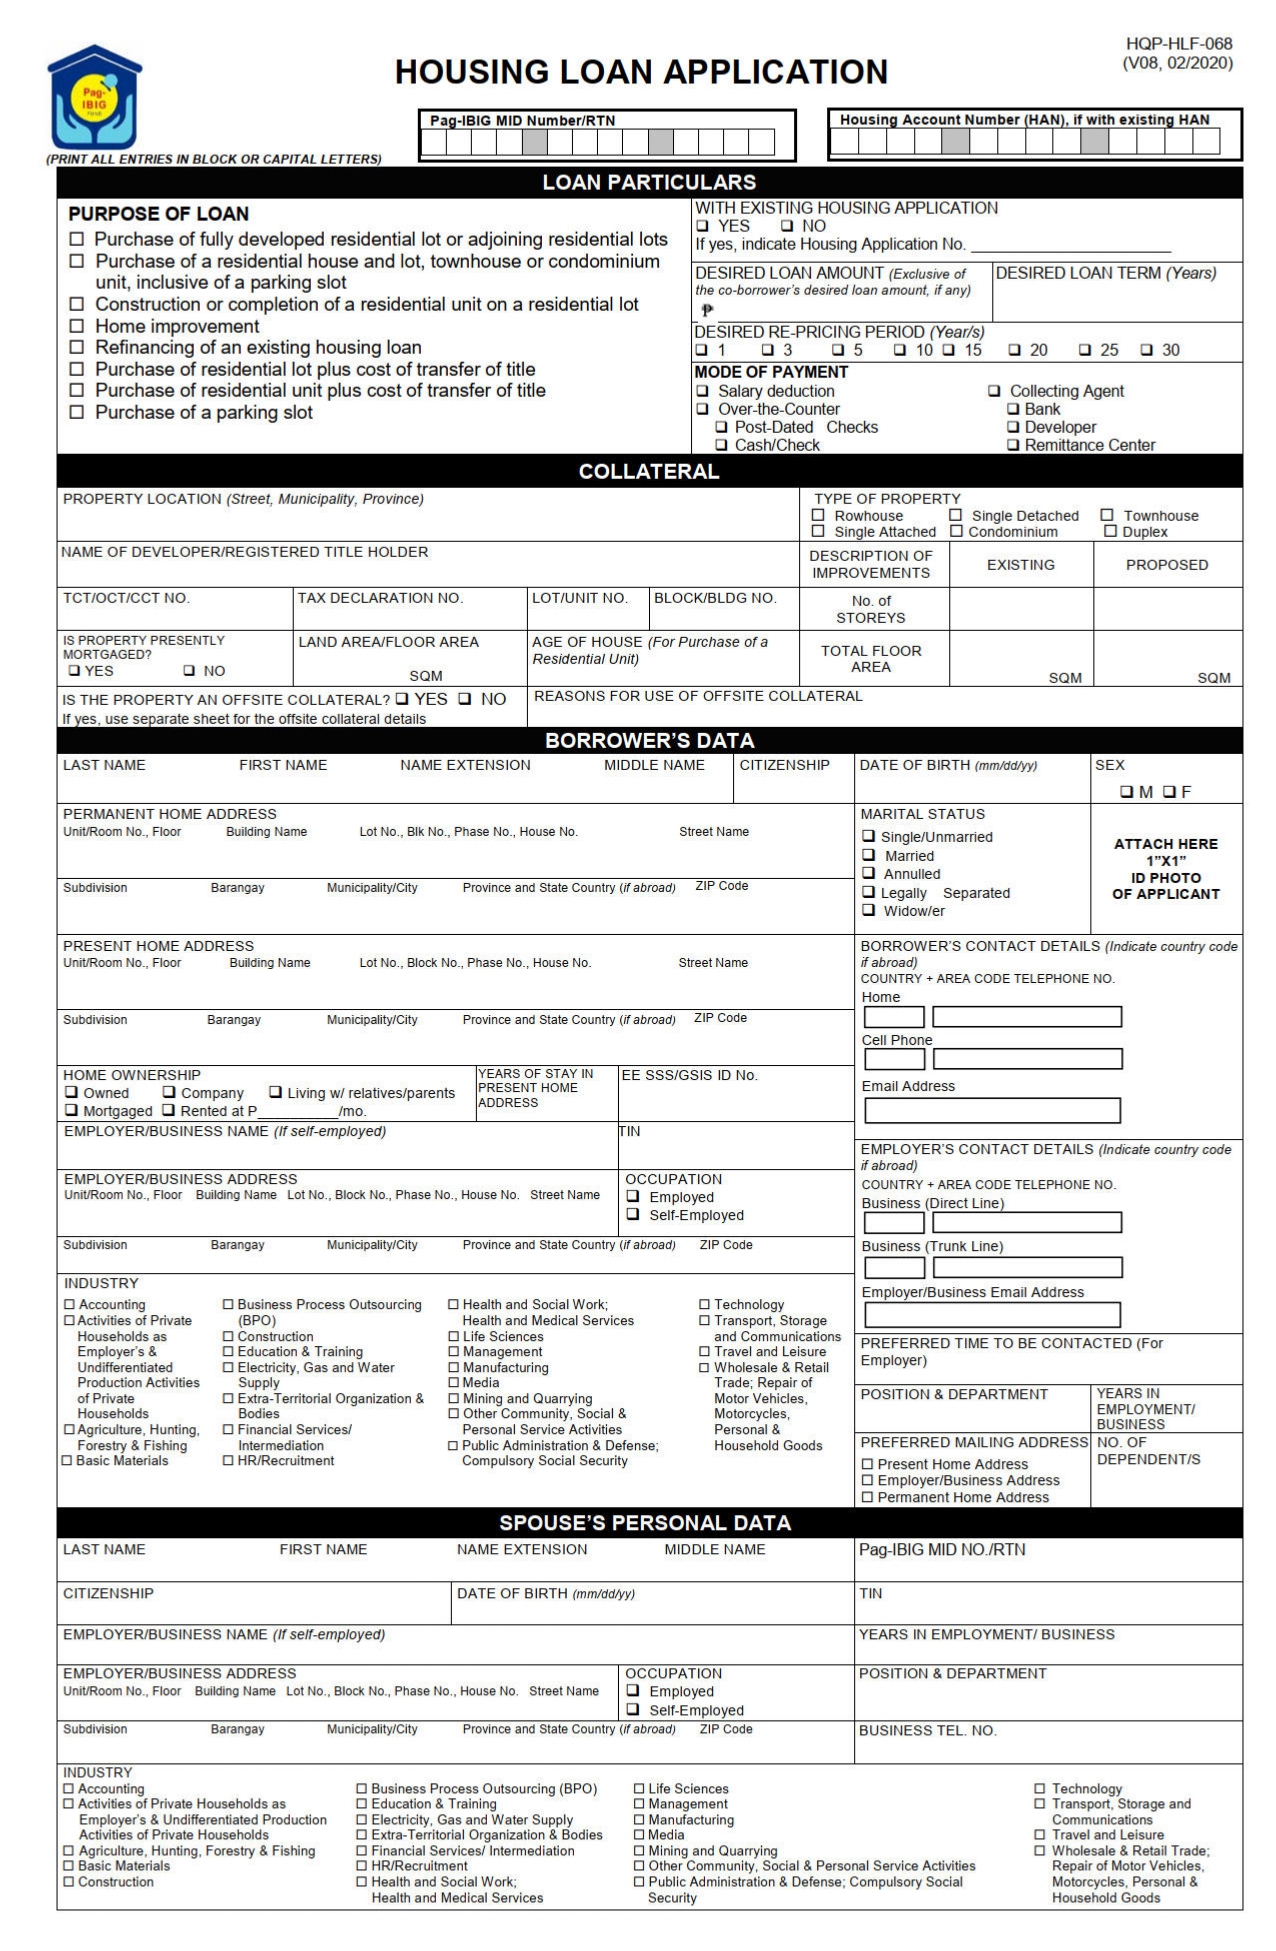 HQP-HLF-068
(V08, 02/2020)
Pag-IBIG
FUND
HOUSING LOAN APPLICATION
Pag-IBIG MID Number/RTN
Housing Account Number (HAN), if with existing HAN
(PRINT ALL ENTRIES IN BLOCK OR CAPITAL LETTERS)
LOAN PARTICULARS
PURPOSE OF LOAN
☐ Purchase of fully developed residential lot or adjoining residential lots
☐ Purchase of a residential house and lot, townhouse or condominium
unit, inclusive of a parking slot
☐ Construction or completion of a residential unit on a residential lot
☐ Home improvement
☐ Refinancing of an existing housing loan
☐ Purchase of residential lot plus cost of transfer of title
☐ Purchase of residential unit plus cost of transfer of title
☐ Purchase of a parking slot
WITH EXISTING HOUSING APPLICATION
❑ YES ❑ NO
If yes, indicate Housing Application No. ____________________
DESIRED LOAN AMOUNT (Exclusive of
the co-borrower's desired loan amount, if any)
₱
DESIRED LOAN TERM (Years)
DESIRED RE-PRICING PERIOD (Year/s)
❑ 1 ❑ 3 ❑ 5 ❑ 10 ❑ 15 ❑ 20 ❑ 25 ❑ 30
MODE OF PAYMENT
❑ Salary deduction ❑ Collecting Agent
❑ Over-the-Counter ❑ Bank
❑ Post-Dated Checks ❑ Developer
❑ Cash/Check ❑ Remittance Center
COLLATERAL
PROPERTY LOCATION (Street, Municipality, Province)
TYPE OF PROPERTY
☐ Rowhouse ☐ Single Detached ☐ Townhouse
☐ Single Attached ☐ Condominium ☐ Duplex
NAME OF DEVELOPER/REGISTERED TITLE HOLDER
DESCRIPTION OF
IMPROVEMENTS
EXISTING
PROPOSED
TCT/OCT/CCT NO.
TAX DECLARATION NO.
LOT/UNIT NO.
BLOCK/BLDG NO.
No. of
STOREYS
IS PROPERTY PRESENTLY
MORTGAGED?
❑ YES ❑ NO
LAND AREA/FLOOR AREA
SQM
AGE OF HOUSE (For Purchase of a
Residential Unit)
TOTAL FLOOR
AREA
SQM
SQM
IS THE PROPERTY AN OFFSITE COLLATERAL? ❑ YES ❑ NO
If yes, use separate sheet for the offsite collateral details
REASONS FOR USE OF OFFSITE COLLATERAL
BORROWER'S DATA
LAST NAME FIRST NAME NAME EXTENSION MIDDLE NAME
CITIZENSHIP
DATE OF BIRTH (mm/dd/yy)
SEX
❑ M ❑ F
PERMANENT HOME ADDRESS
Unit/Room No., Floor Building Name Lot No., Blk No., Phase No., House No. Street Name
Subdivision Barangay Municipality/City Province and State Country (if abroad) ZIP Code
MARITAL STATUS
❑ Single/Unmarried
❑ Married
❑ Annulled
❑ Legally Separated
❑ Widow/er
ATTACH HERE
1"X1"
ID PHOTO
OF APPLICANT
PRESENT HOME ADDRESS
Unit/Room No., Floor Building Name Lot No., Block No., Phase No., House No. Street Name
Subdivision Barangay Municipality/City Province and State Country (if abroad) ZIP Code
BORROWER'S CONTACT DETAILS (Indicate country code
if abroad)
COUNTRY + AREA CODE TELEPHONE NO.
Home
Cell Phone
Email Address
HOME OWNERSHIP
❑ Owned ❑ Company ❑ Living w/ relatives/parents
❑ Mortgaged ❑ Rented at P__________/mo.
YEARS OF STAY IN
PRESENT HOME
ADDRESS
EE SSS/GSIS ID No.
EMPLOYER/BUSINESS NAME (If self-employed)
TIN
EMPLOYER/BUSINESS ADDRESS
Unit/Room No., Floor Building Name Lot No., Block No., Phase No., House No. Street Name
OCCUPATION
❑ Employed
❑ Self-Employed
Subdivision Barangay Municipality/City Province and State Country (if abroad) ZIP Code
EMPLOYER'S CONTACT DETAILS (Indicate country code
if abroad)
COUNTRY + AREA CODE TELEPHONE NO.
Business (Direct Line)
Business (Trunk Line)
Employer/Business Email Address
INDUSTRY
☐ Accounting
☐ Activities of Private
Households as
Employer's &
Undifferentiated
Production Activities
of Private
Households
☐ Agriculture, Hunting,
Forestry & Fishing
☐ Basic Materials
☐ Business Process Outsourcing
(BPO)
☐ Construction
☐ Education & Training
☐ Electricity, Gas and Water
Supply
☐ Extra-Territorial Organization &
Bodies
☐ Financial Services/
Intermediation
☐ HR/Recruitment
☐ Health and Social Work;
Health and Medical Services
☐ Life Sciences
☐ Management
☐ Manufacturing
☐ Media
☐ Mining and Quarrying
☐ Other Community, Social &
Personal Service Activities
☐ Public Administration & Defense;
Compulsory Social Security
☐ Technology
☐ Transport, Storage
and Communications
☐ Travel and Leisure
☐ Wholesale & Retail
Trade; Repair of
Motor Vehicles,
Motorcycles,
Personal &
Household Goods
PREFERRED TIME TO BE CONTACTED (For
Employer)
POSITION & DEPARTMENT
YEARS IN
EMPLOYMENT/
BUSINESS
PREFERRED MAILING ADDRESS
☐ Present Home Address
☐ Employer/Business Address
☐ Permanent Home Address
NO. OF
DEPENDENT/S
SPOUSE'S PERSONAL DATA
LAST NAME FIRST NAME NAME EXTENSION MIDDLE NAME
Pag-IBIG MID NO./RTN
CITIZENSHIP
DATE OF BIRTH (mm/dd/yy)
TIN
EMPLOYER/BUSINESS NAME (If self-employed)
YEARS IN EMPLOYMENT/ BUSINESS
EMPLOYER/BUSINESS ADDRESS
Unit/Room No., Floor Building Name Lot No., Block No., Phase No., House No. Street Name
OCCUPATION
❑ Employed
❑ Self-Employed
POSITION & DEPARTMENT
Subdivision Barangay Municipality/City Province and State Country (if abroad) ZIP Code
BUSINESS TEL. NO.
INDUSTRY
☐ Accounting
☐ Activities of Private Households as
Employer's & Undifferentiated Production
Activities of Private Households
☐ Agriculture, Hunting, Forestry & Fishing
☐ Basic Materials
☐ Construction
☐ Business Process Outsourcing (BPO)
☐ Education & Training
☐ Electricity, Gas and Water Supply
☐ Extra-Territorial Organization & Bodies
☐ Financial Services/ Intermediation
☐ HR/Recruitment
☐ Health and Social Work;
Health and Medical Services
☐ Life Sciences
☐ Management
☐ Manufacturing
☐ Media
☐ Mining and Quarrying
☐ Other Community, Social & Personal Service Activities
☐ Public Administration & Defense; Compulsory Social
Security
☐ Technology
☐ Transport, Storage and
Communications
☐ Travel and Leisure
☐ Wholesale & Retail Trade;
Repair of Motor Vehicles,
Motorcycles, Personal &
Household Goods